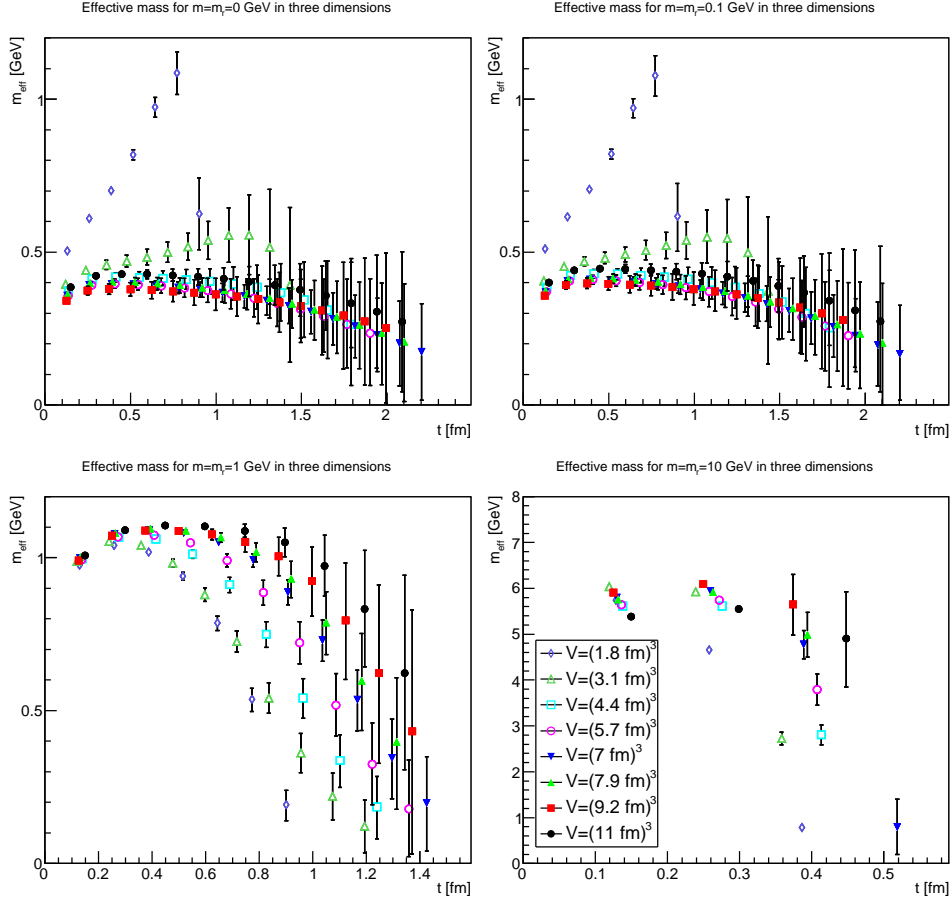 Effective mass for m=m_r=0 GeV in three dimensions
m_eff [GeV]
1
0.5
0
0 0.5 1 1.5 2
t [fm]
Effective mass for m=m_r=0.1 GeV in three dimensions
m_eff [GeV]
1
0.5
0
0 0.5 1 1.5 2
t [fm]
Effective mass for m=m_r=1 GeV in three dimensions
m_eff [GeV]
1
0.5
0
0 0.2 0.4 0.6 0.8 1 1.2 1.4
t [fm]
Effective mass for m=m_r=10 GeV in three dimensions
m_eff [GeV]
8
7
6
5
4
3
2
1
0
0 0.1 0.2 0.3 0.4 0.5
t [fm]
V=(1.8 fm)^3
V=(3.1 fm)^3
V=(4.4 fm)^3
V=(5.7 fm)^3
V=(7 fm)^3
V=(7.9 fm)^3
V=(9.2 fm)^3
V=(11 fm)^3